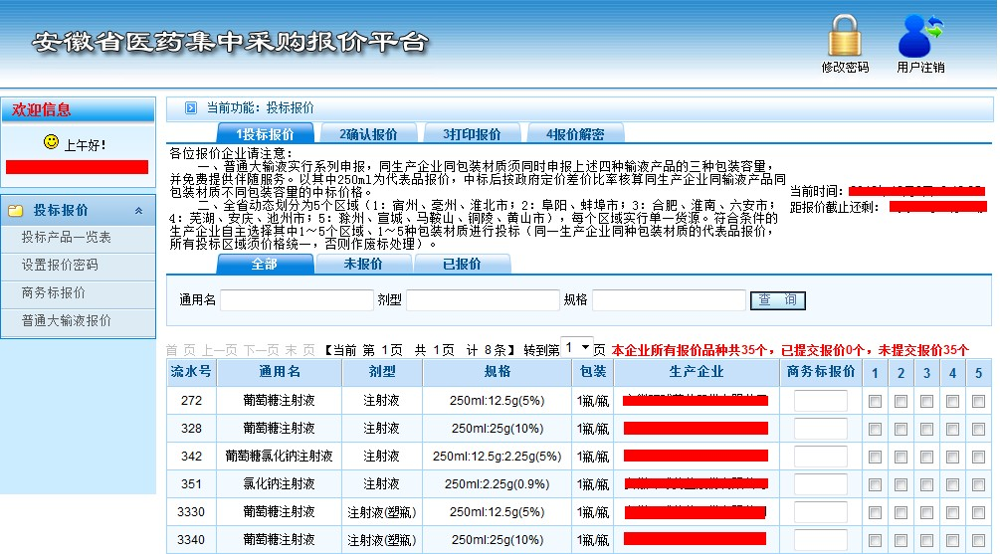 安徽省医药集中采购报价平台
修改密码 用户注销
欢迎信息
上午好!
投标报价
投标产品一览表
设置报价密码
商务标报价
普通大输液报价
当前功能: 投标报价
1投标报价 2确认报价 3打印报价 4报价解密
各位报价企业请注意:
一、普通大输液实行系列申报,同生产企业同包装材质须同时申报上述四种输液产品的三种包装容量,
并免费提供伴随服务。以其中250ml为代表品报价,中标后按政府定价差价比率核算同生产企业同输液产品同
包装材质不同包装容量的中标价格。
二、全省动态划分为5个区域(1:宿州、亳州、淮北市;2:阜阳、蚌埠市;3:合肥、淮南、六安市;
4:芜湖、安庆、池州市;5:滁州、宣城、马鞍山、铜陵、黄山市),每个区域实行单一货源。符合条件的
生产企业自主选择其中1~5个区域、1~5种包装材质进行投标(同一生产企业同种包装材质的代表品报价,
所有投标区域须价格统一,否则作废标处理)。
当前时间:
距报价截止还剩:
全部 未报价 已报价
通用名 剂型 规格 查 询
首 页 上一页 下一页 末 页 【当前 第 1页 共 1页 计 8条】 转到第 1 页 本企业所有报价品种共35个,已提交报价0个,未提交报价35个
流水号 通用名 剂型 规格 包装 生产企业 商务标报价 1 2 3 4 5
272 葡萄糖注射液 注射液 250ml:12.5g(5%) 1瓶/瓶
328 葡萄糖注射液 注射液 250ml:25g(10%) 1瓶/瓶
342 葡萄糖氯化钠注射液 注射液 250ml:12.5g:2.25g(5%) 1瓶/瓶
351 氯化钠注射液 注射液 250ml:2.25g(0.9%) 1瓶/瓶
3330 葡萄糖注射液 注射液(塑瓶) 250ml:12.5g(5%) 1瓶/瓶
3340 葡萄糖注射液 注射液(塑瓶) 250ml:25g(10%) 1瓶/瓶